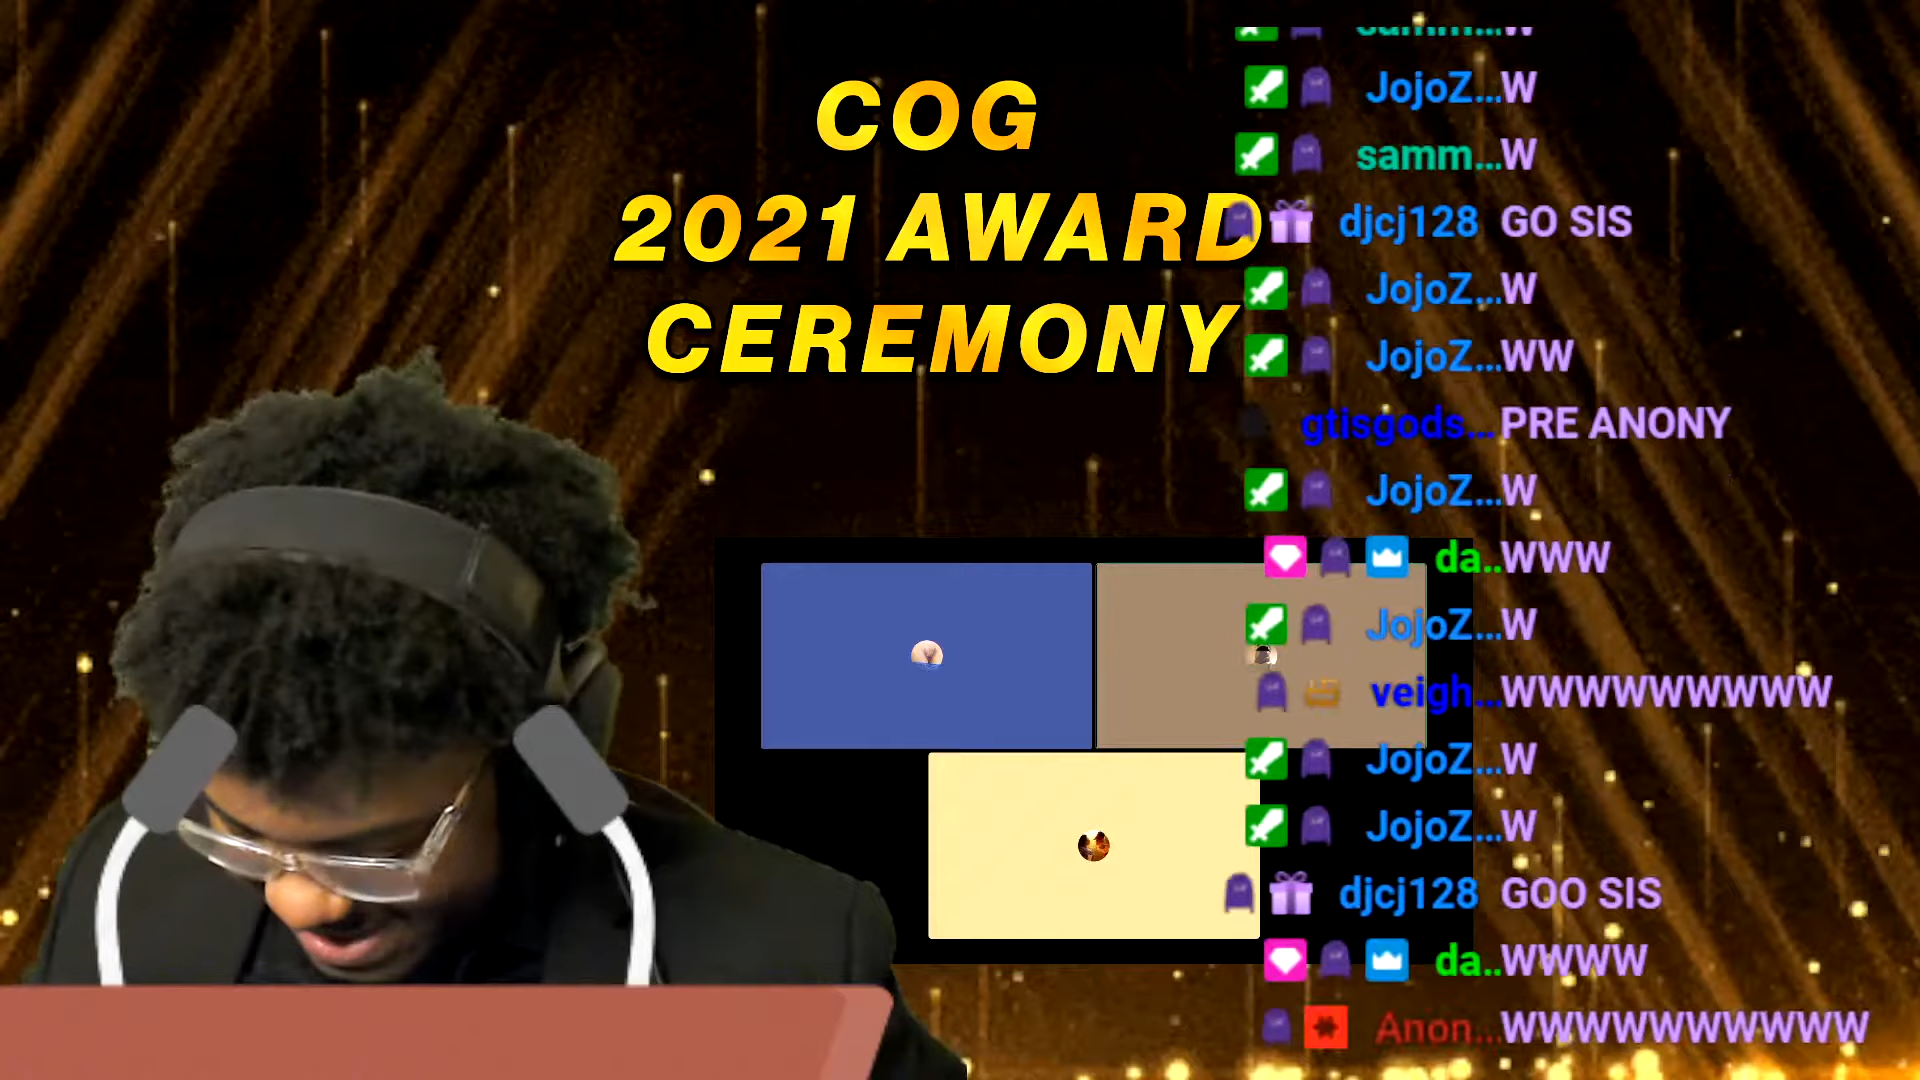 COG
2021 AWARD
CEREMONY
samm...W
JojoZ...W
samm...W
djcj128 GO SIS
JojoZ...W
JojoZ...WW
gtisgods... PRE ANONY
JojoZ...W
da..WWW
JojoZ...W
veigh...WWWWWWWWWW
JojoZ...W
JojoZ...W
djcj128 GOO SIS
da..WWWW
Anon...WWWWWWWWWWW